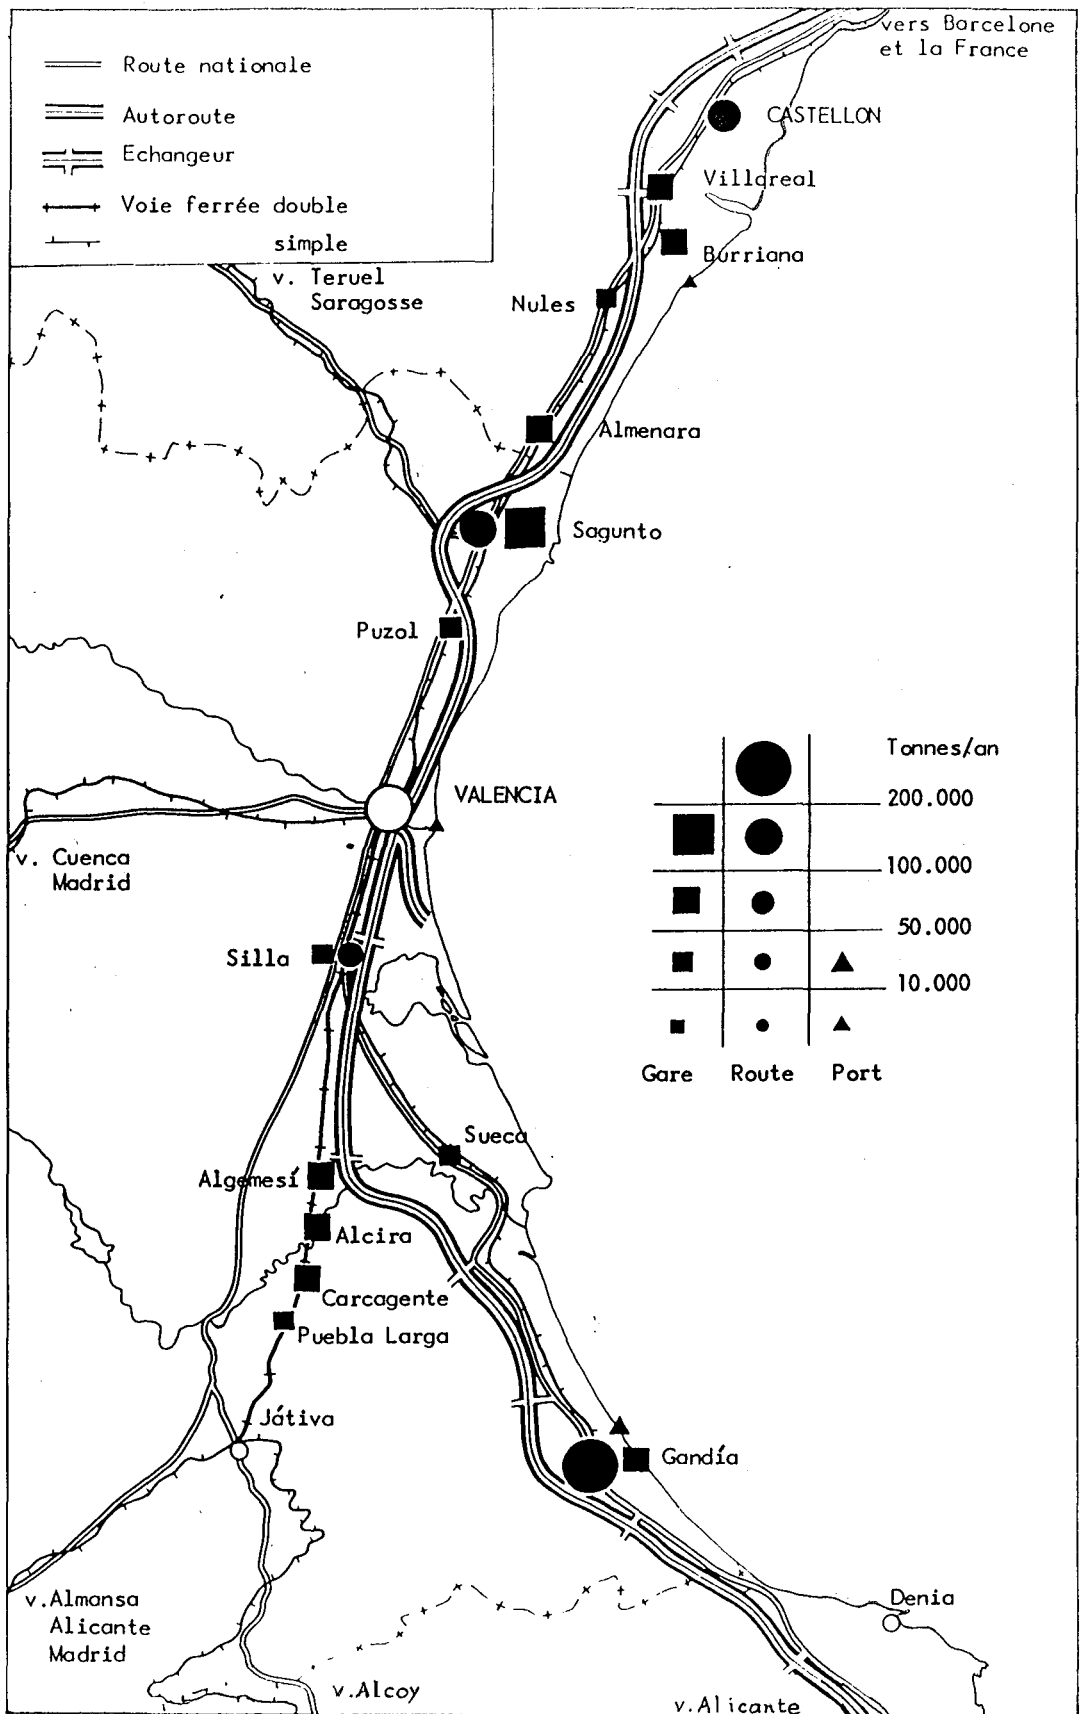 vers Barcelone
et la France
Route nationale
Autoroute
Echangeur
Voie ferrée double
simple
CASTELLON
Villareal
Burriana
v. Teruel
Saragosse
Nules
Almenara
Sagunto
Puzol
Tonnes/an
200.000
VALENCIA
v. Cuenca
Madrid
100.000
50.000
Silla
10.000
Gare Route Port
Sueca
Algemesí
Alcira
Carcagente
Puebla Larga
Játiva
Gandía
v.Almansa
Alicante
Madrid
Denia
v.Alcoy
v.Alicante